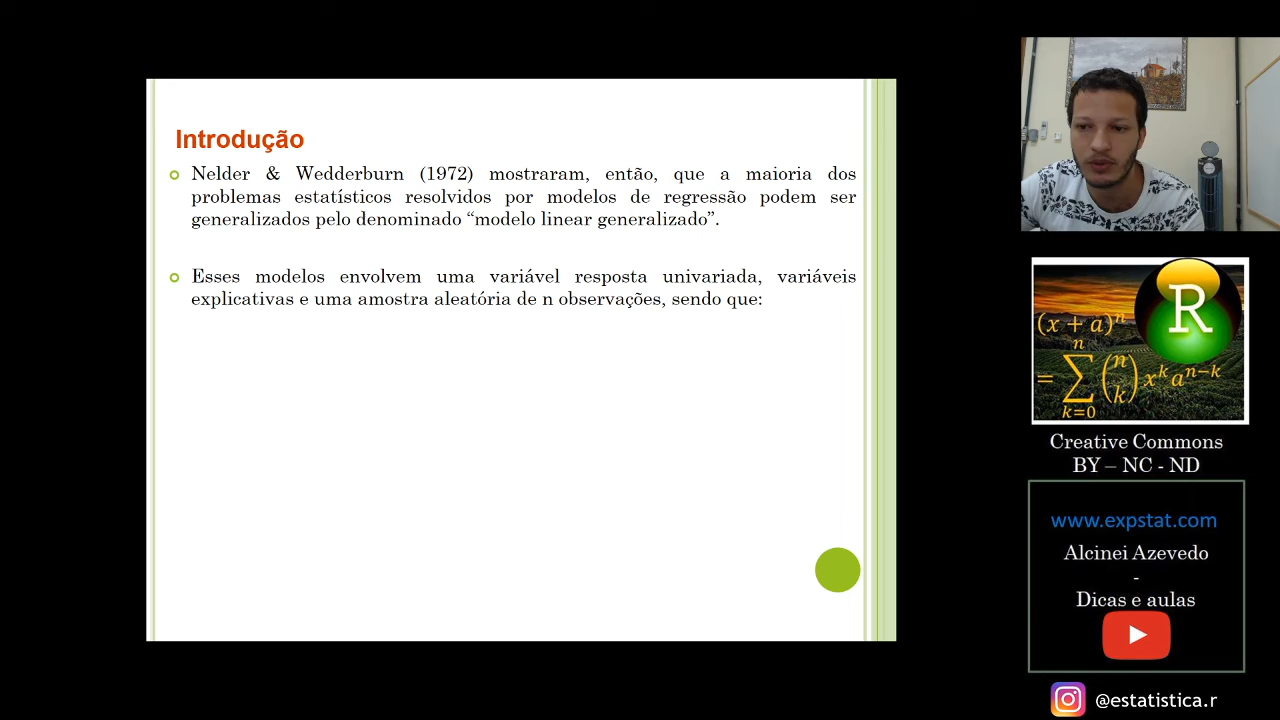 Introdução
Nelder & Wedderburn (1972) mostraram, então, que a maioria dos
problemas estatísticos resolvidos por modelos de regressão podem ser
generalizados pelo denominado “modelo linear generalizado”.
Esses modelos envolvem uma variável resposta univariada, variáveis
explicativas e uma amostra aleatória de n observações, sendo que:
R
(x + a)^n
= ∑_{k=0}^{n} (n k) x^k a^{n−k}
Creative Commons
BY – NC - ND
www.expstat.com
Alcinei Azevedo
-
Dicas e aulas
@estatistica.r